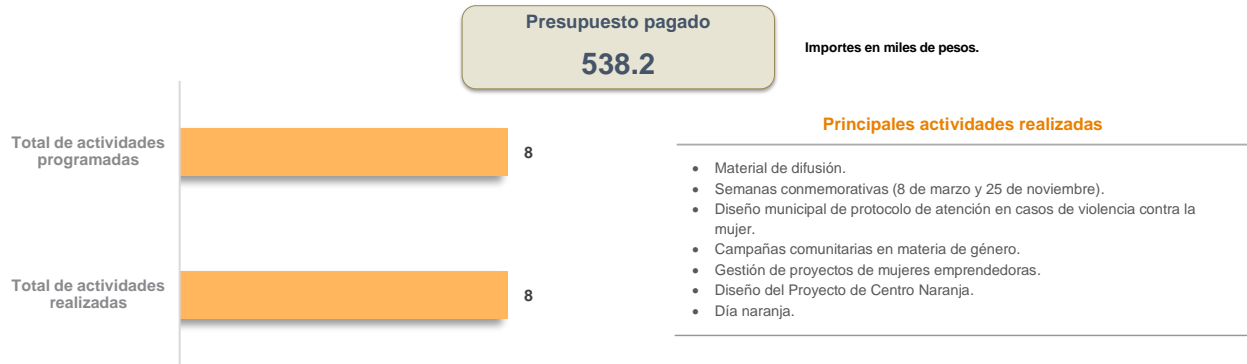 Presupuesto pagado
538.2
Importes en miles de pesos.
Total de actividades
programadas
8
Total de actividades
realizadas
8
Principales actividades realizadas
• Material de difusión.
• Semanas conmemorativas (8 de marzo y 25 de noviembre).
• Diseño municipal de protocolo de atención en casos de violencia contra la
mujer.
• Campañas comunitarias en materia de género.
• Gestión de proyectos de mujeres emprendedoras.
• Diseño del Proyecto de Centro Naranja.
• Día naranja.